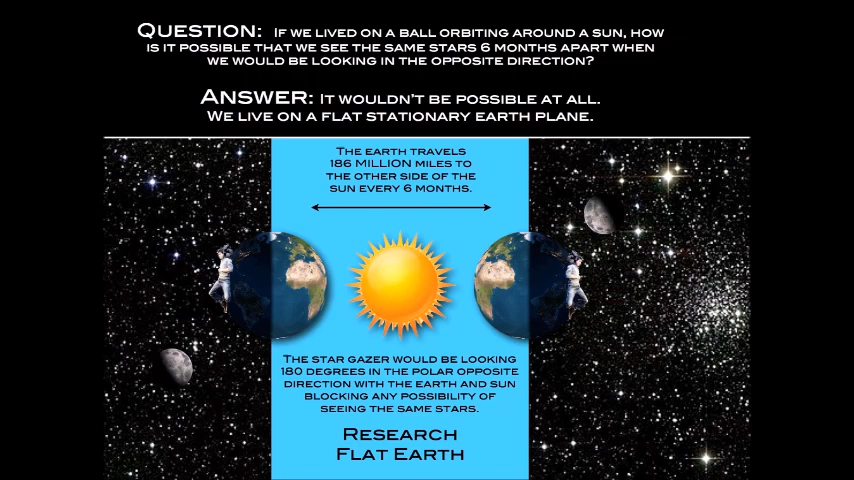 QUESTION: IF WE LIVED ON A BALL ORBITING AROUND A SUN, HOW
IS IT POSSIBLE THAT WE SEE THE SAME STARS 6 MONTHS APART WHEN
WE WOULD BE LOOKING IN THE OPPOSITE DIRECTION?
ANSWER: IT WOULDN'T BE POSSIBLE AT ALL.
WE LIVE ON A FLAT STATIONARY EARTH PLANE.
THE EARTH TRAVELS
186 MILLION MILES TO
THE OTHER SIDE OF THE
SUN EVERY 6 MONTHS.
THE STAR GAZER WOULD BE LOOKING
180 DEGREES IN THE POLAR OPPOSITE
DIRECTION WITH THE EARTH AND SUN
BLOCKING ANY POSSIBILITY OF
SEEING THE SAME STARS.
RESEARCH
FLAT EARTH